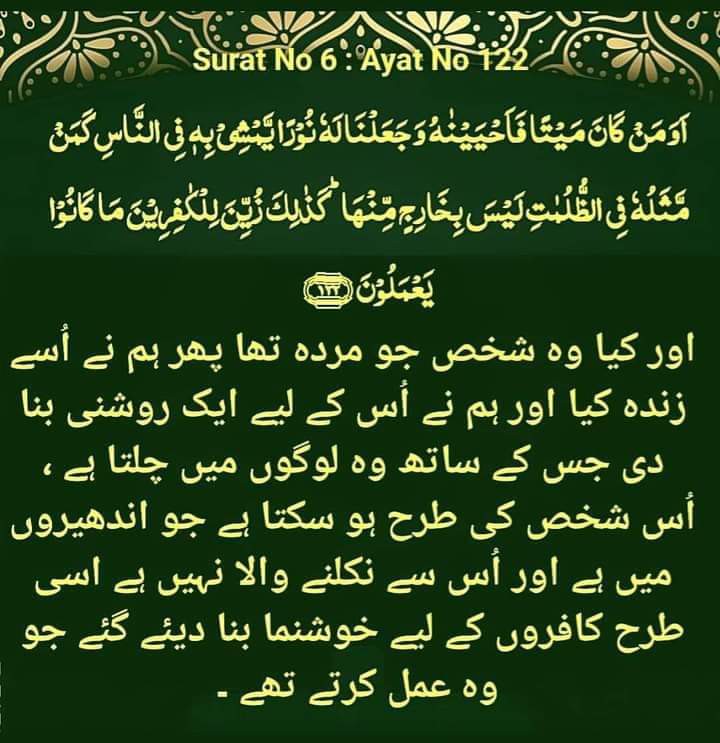 Surat No 6 : Ayat No 122
اَوَمَنۡ كَانَ مَيۡتًا فَاَحۡيَيۡنٰهُ وَجَعَلۡنَا لَهٗ نُوۡرًا يَّمۡشِىۡ بِهٖ فِى النَّاسِ كَمَنۡ
مَّثَلُهٗ فِى الظُّلُمٰتِ لَيۡسَ بِخَارِجٍ مِّنۡهَا ؕ كَذٰلِكَ زُيِّنَ لِلۡكٰفِرِيۡنَ مَا كَانُوۡا
يَعۡمَلُوۡنَ ﴿۱۲۲﴾
اور کیا وہ شخص جو مردہ تھا پھر ہم نے اُسے
زندہ کیا اور ہم نے اُس کے لیے ایک روشنی بنا
دی جس کے ساتھ وہ لوگوں میں چلتا ہے ،
اُس شخص کی طرح ہو سکتا ہے جو اندھیروں
میں ہے اور اُس سے نکلنے والا نہیں ہے اسی
طرح کافروں کے لیے خوشنما بنا دیئے گئے جو
وہ عمل کرتے تھے ۔